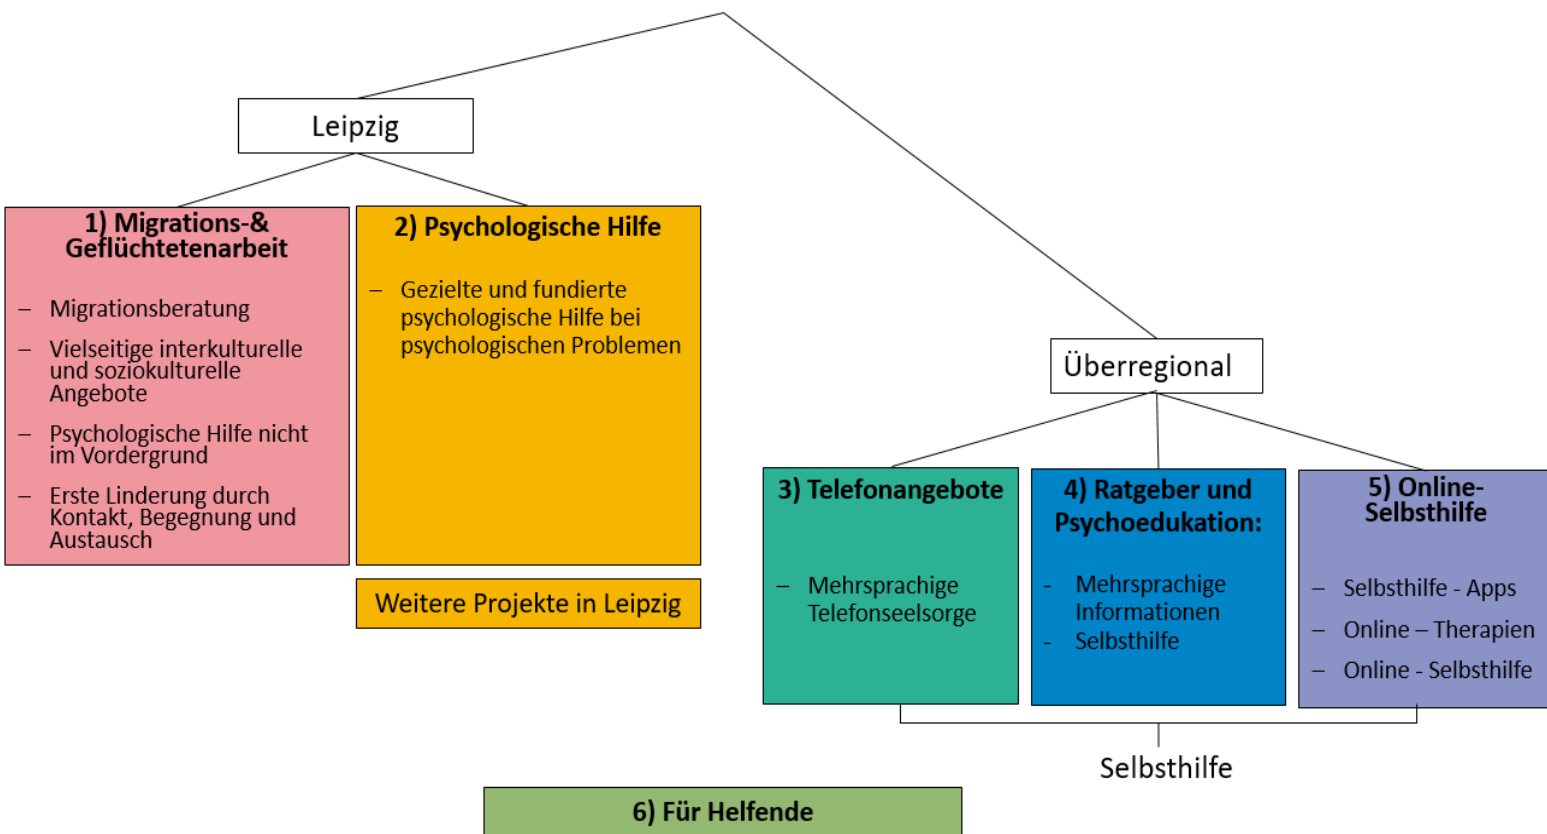 Leipzig
1) Migrations-&
Geflüchtetenarbeit
– Migrationsberatung
– Vielseitige interkulturelle
und soziokulturelle
Angebote
– Psychologische Hilfe nicht
im Vordergrund
– Erste Linderung durch
Kontakt, Begegnung und
Austausch
2) Psychologische Hilfe
– Gezielte und fundierte
psychologische Hilfe bei
psychologischen Problemen
Weitere Projekte in Leipzig
Überregional
3) Telefonangebote
– Mehrsprachige
Telefonseelsorge
4) Ratgeber und
Psychoedukation:
- Mehrsprachige
Informationen
- Selbsthilfe
5) Online-
Selbsthilfe
– Selbsthilfe - Apps
– Online – Therapien
– Online - Selbsthilfe
Selbsthilfe
6) Für Helfende